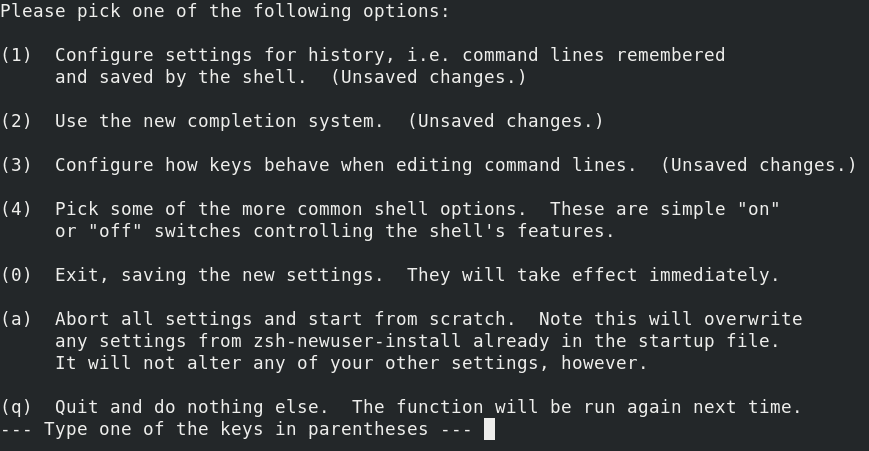 Please pick one of the following options:
(1)  Configure settings for history, i.e. command lines remembered
     and saved by the shell.  (Unsaved changes.)
(2)  Use the new completion system.  (Unsaved changes.)
(3)  Configure how keys behave when editing command lines.  (Unsaved changes.)
(4)  Pick some of the more common shell options.  These are simple "on"
     or "off" switches controlling the shell's features.
(0)  Exit, saving the new settings.  They will take effect immediately.
(a)  Abort all settings and start from scratch.  Note this will overwrite
     any settings from zsh-newuser-install already in the startup file.
     It will not alter any of your other settings, however.
(q)  Quit and do nothing else.  The function will be run again next time.
--- Type one of the keys in parentheses ---